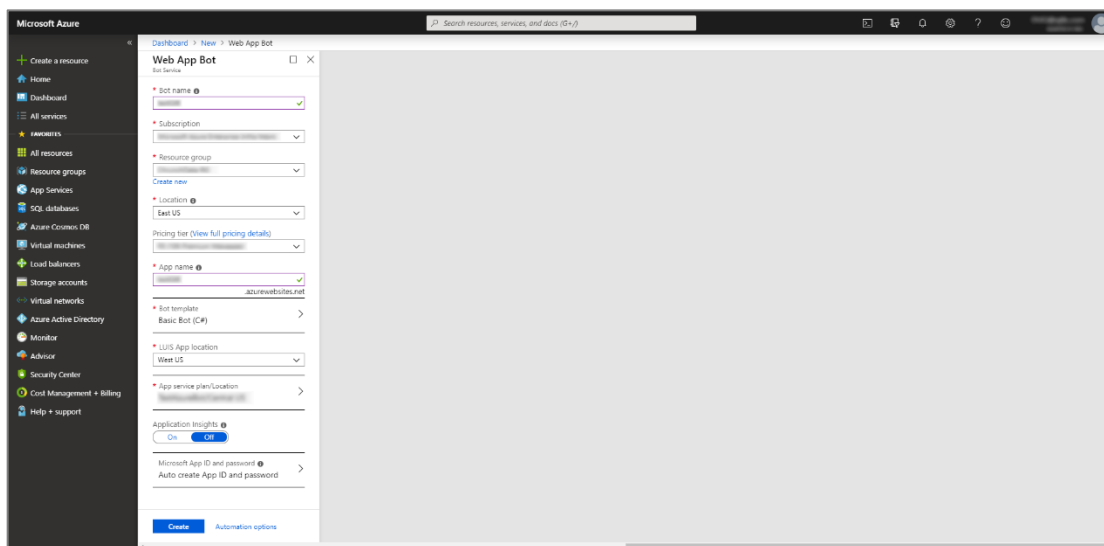 Microsoft Azure
Search resources, services, and docs (G+/)
«
Create a resource
Home
Dashboard
All services
FAVORITES
All resources
Resource groups
App Services
SQL databases
Azure Cosmos DB
Virtual machines
Load balancers
Storage accounts
Virtual networks
Azure Active Directory
Monitor
Advisor
Security Center
Cost Management + Billing
Help + support
Dashboard > New > Web App Bot
Web App Bot
Bot Service
* Bot name
* Subscription
* Resource group
Create new
* Location
East US
Pricing tier (View full pricing details)
* App name
.azurewebsites.net
* Bot template
Basic Bot (C#)
* LUIS App location
West US
* App service plan/Location
Application Insights
On Off
Microsoft App ID and password
Auto create App ID and password
Create Automation options